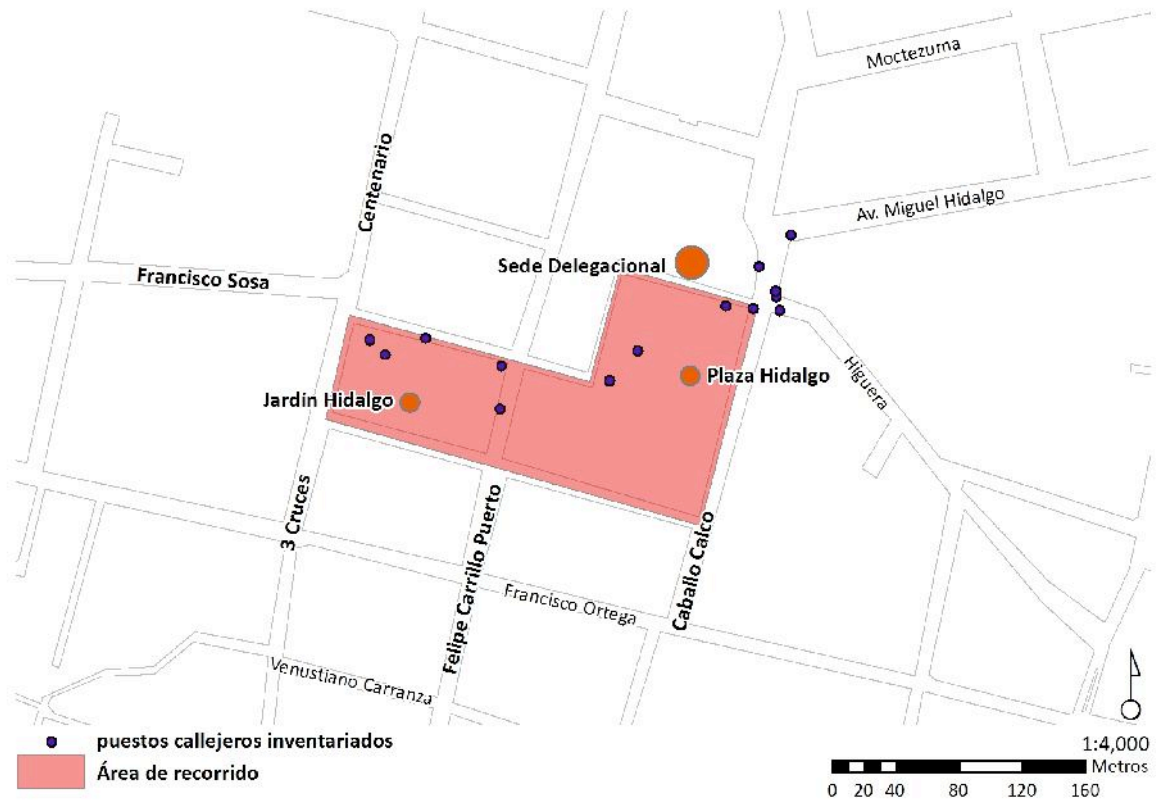 Moctezuma
Centenario
Av. Miguel Hidalgo
Sede Delegacional
Francisco Sosa
Higuera
Plaza Hidalgo
Jardín Hidalgo
3 Cruces
Felipe Carrillo Puerto
Caballo Calco
Francisco Ortega
Venustiano Carranza
puestos callejeros inventariados
Área de recorrido
1:4,000
Metros
0 20 40 80 120 160